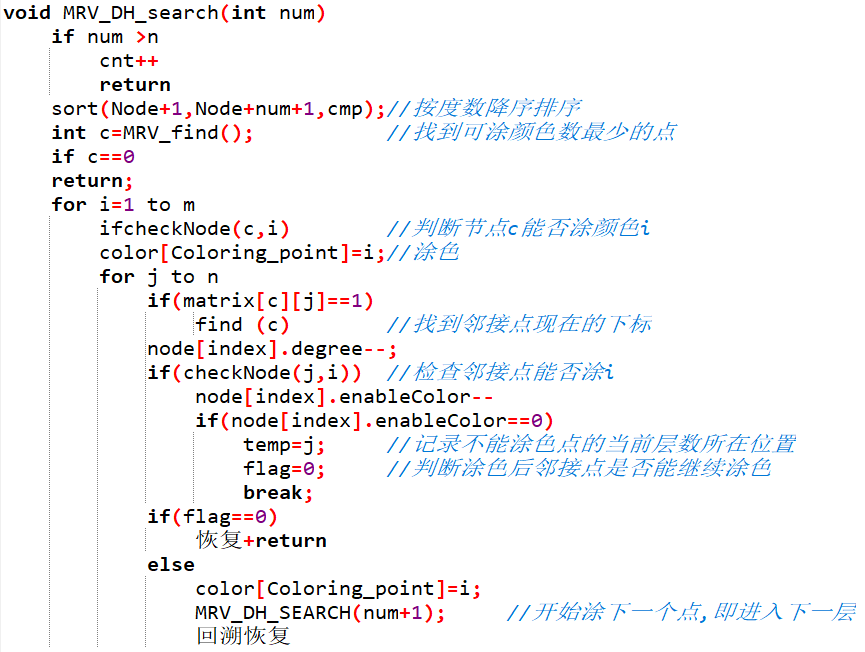 void MRV_DH_search(int num)
if num >n
cnt++
return
sort(Node+1,Node+num+1,cmp);//按度数降序排序
int c=MRV_find(); //找到可涂颜色数最少的点
if c==0
return;
for i=1 to m
ifcheckNode(c,i) //判断节点c能否涂颜色i
color[Coloring_point]=i;//涂色
for j to n
if(matrix[c][j]==1)
find (c) //找到邻接点现在的下标
node[index].degree--;
if(checkNode(j,i)) //检查邻接点能否涂i
node[index].enableColor--
if(node[index].enableColor==0)
temp=j; //记录不能涂色点的当前层数所在位置
flag=0; //判断涂色后邻接点是否能继续涂色
break;
if(flag==0)
恢复+return
else
color[Coloring_point]=i;
MRV_DH_SEARCH(num+1); //开始涂下一个点,即进入下一层
回溯恢复